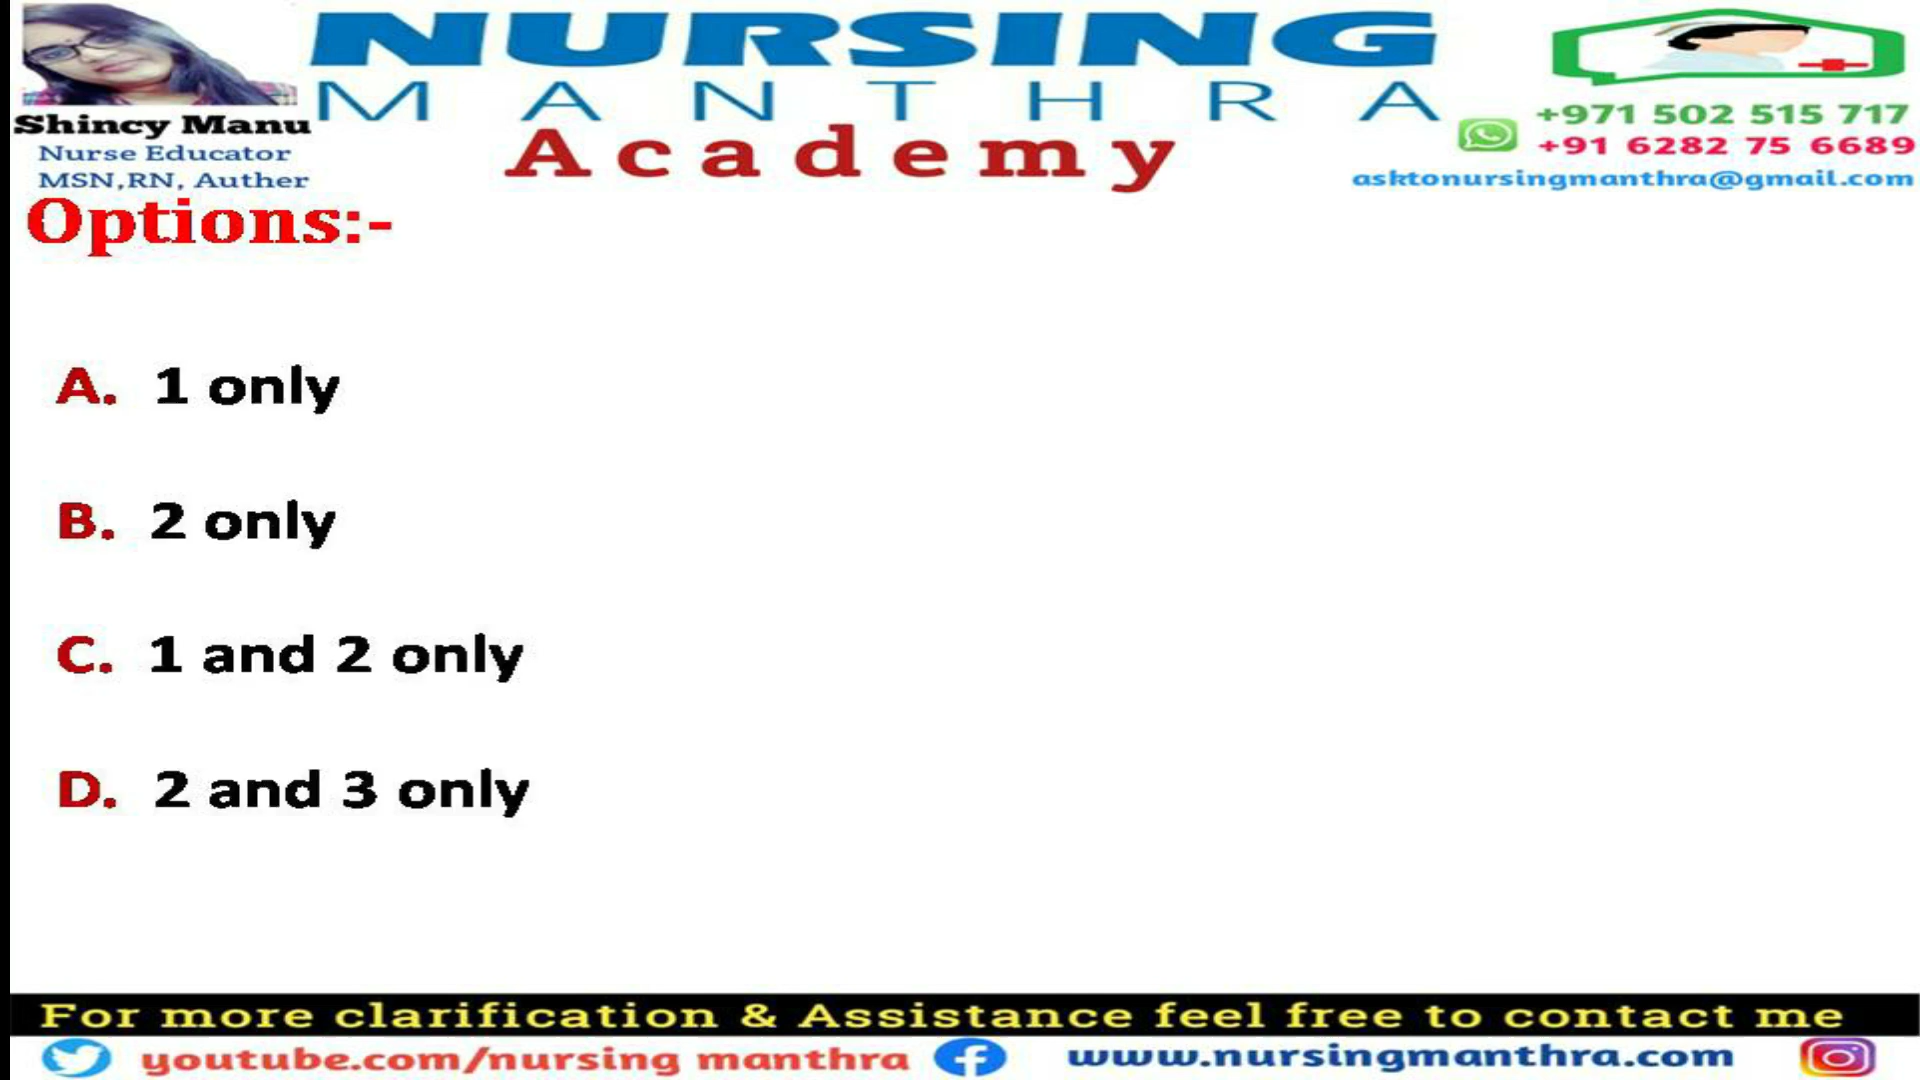 NURSING
MANTHRA
Academy
Shincy Manu
Nurse Educator
MSN,RN, Auther
+971 502 515 717
+91 6282 75 6689
asktonursingmanthra@gmail.com
Options:-
A. 1 only
B. 2 only
C. 1 and 2 only
D. 2 and 3 only
For more clarification & Assistance feel free to contact me
youtube.com/nursing manthra
www.nursingmanthra.com